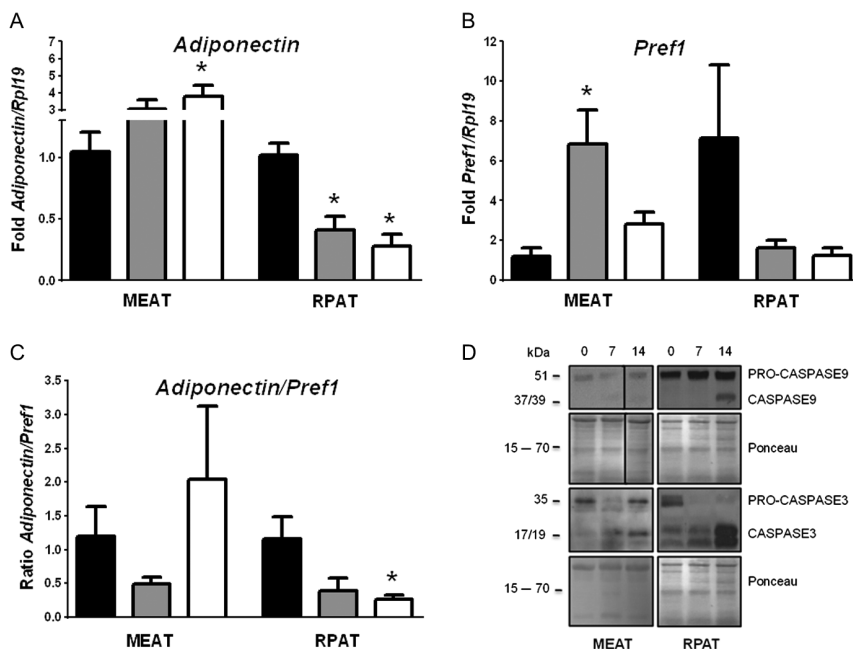 A
Adiponectin
Fold Adiponectin/Rpl19
7
6
5
4
3
1.0
0.5
0.0
*
*
*
MEAT
RPAT
B
Pref1
Fold Pref1/Rpl19
12
10
8
6
4
2
0
*
MEAT
RPAT
C
Adiponectin/Pref1
Ratio Adiponectin/Pref1
3.5
3.0
2.5
2.0
1.5
1.0
0.5
0.0
*
MEAT
RPAT
D
kDa 0 7 14 0 7 14
51 PRO-CASPASE9
37/39 CASPASE9
15 — 70 Ponceau
35 PRO-CASPASE3
17/19 CASPASE3
15 — 70 Ponceau
MEAT RPAT